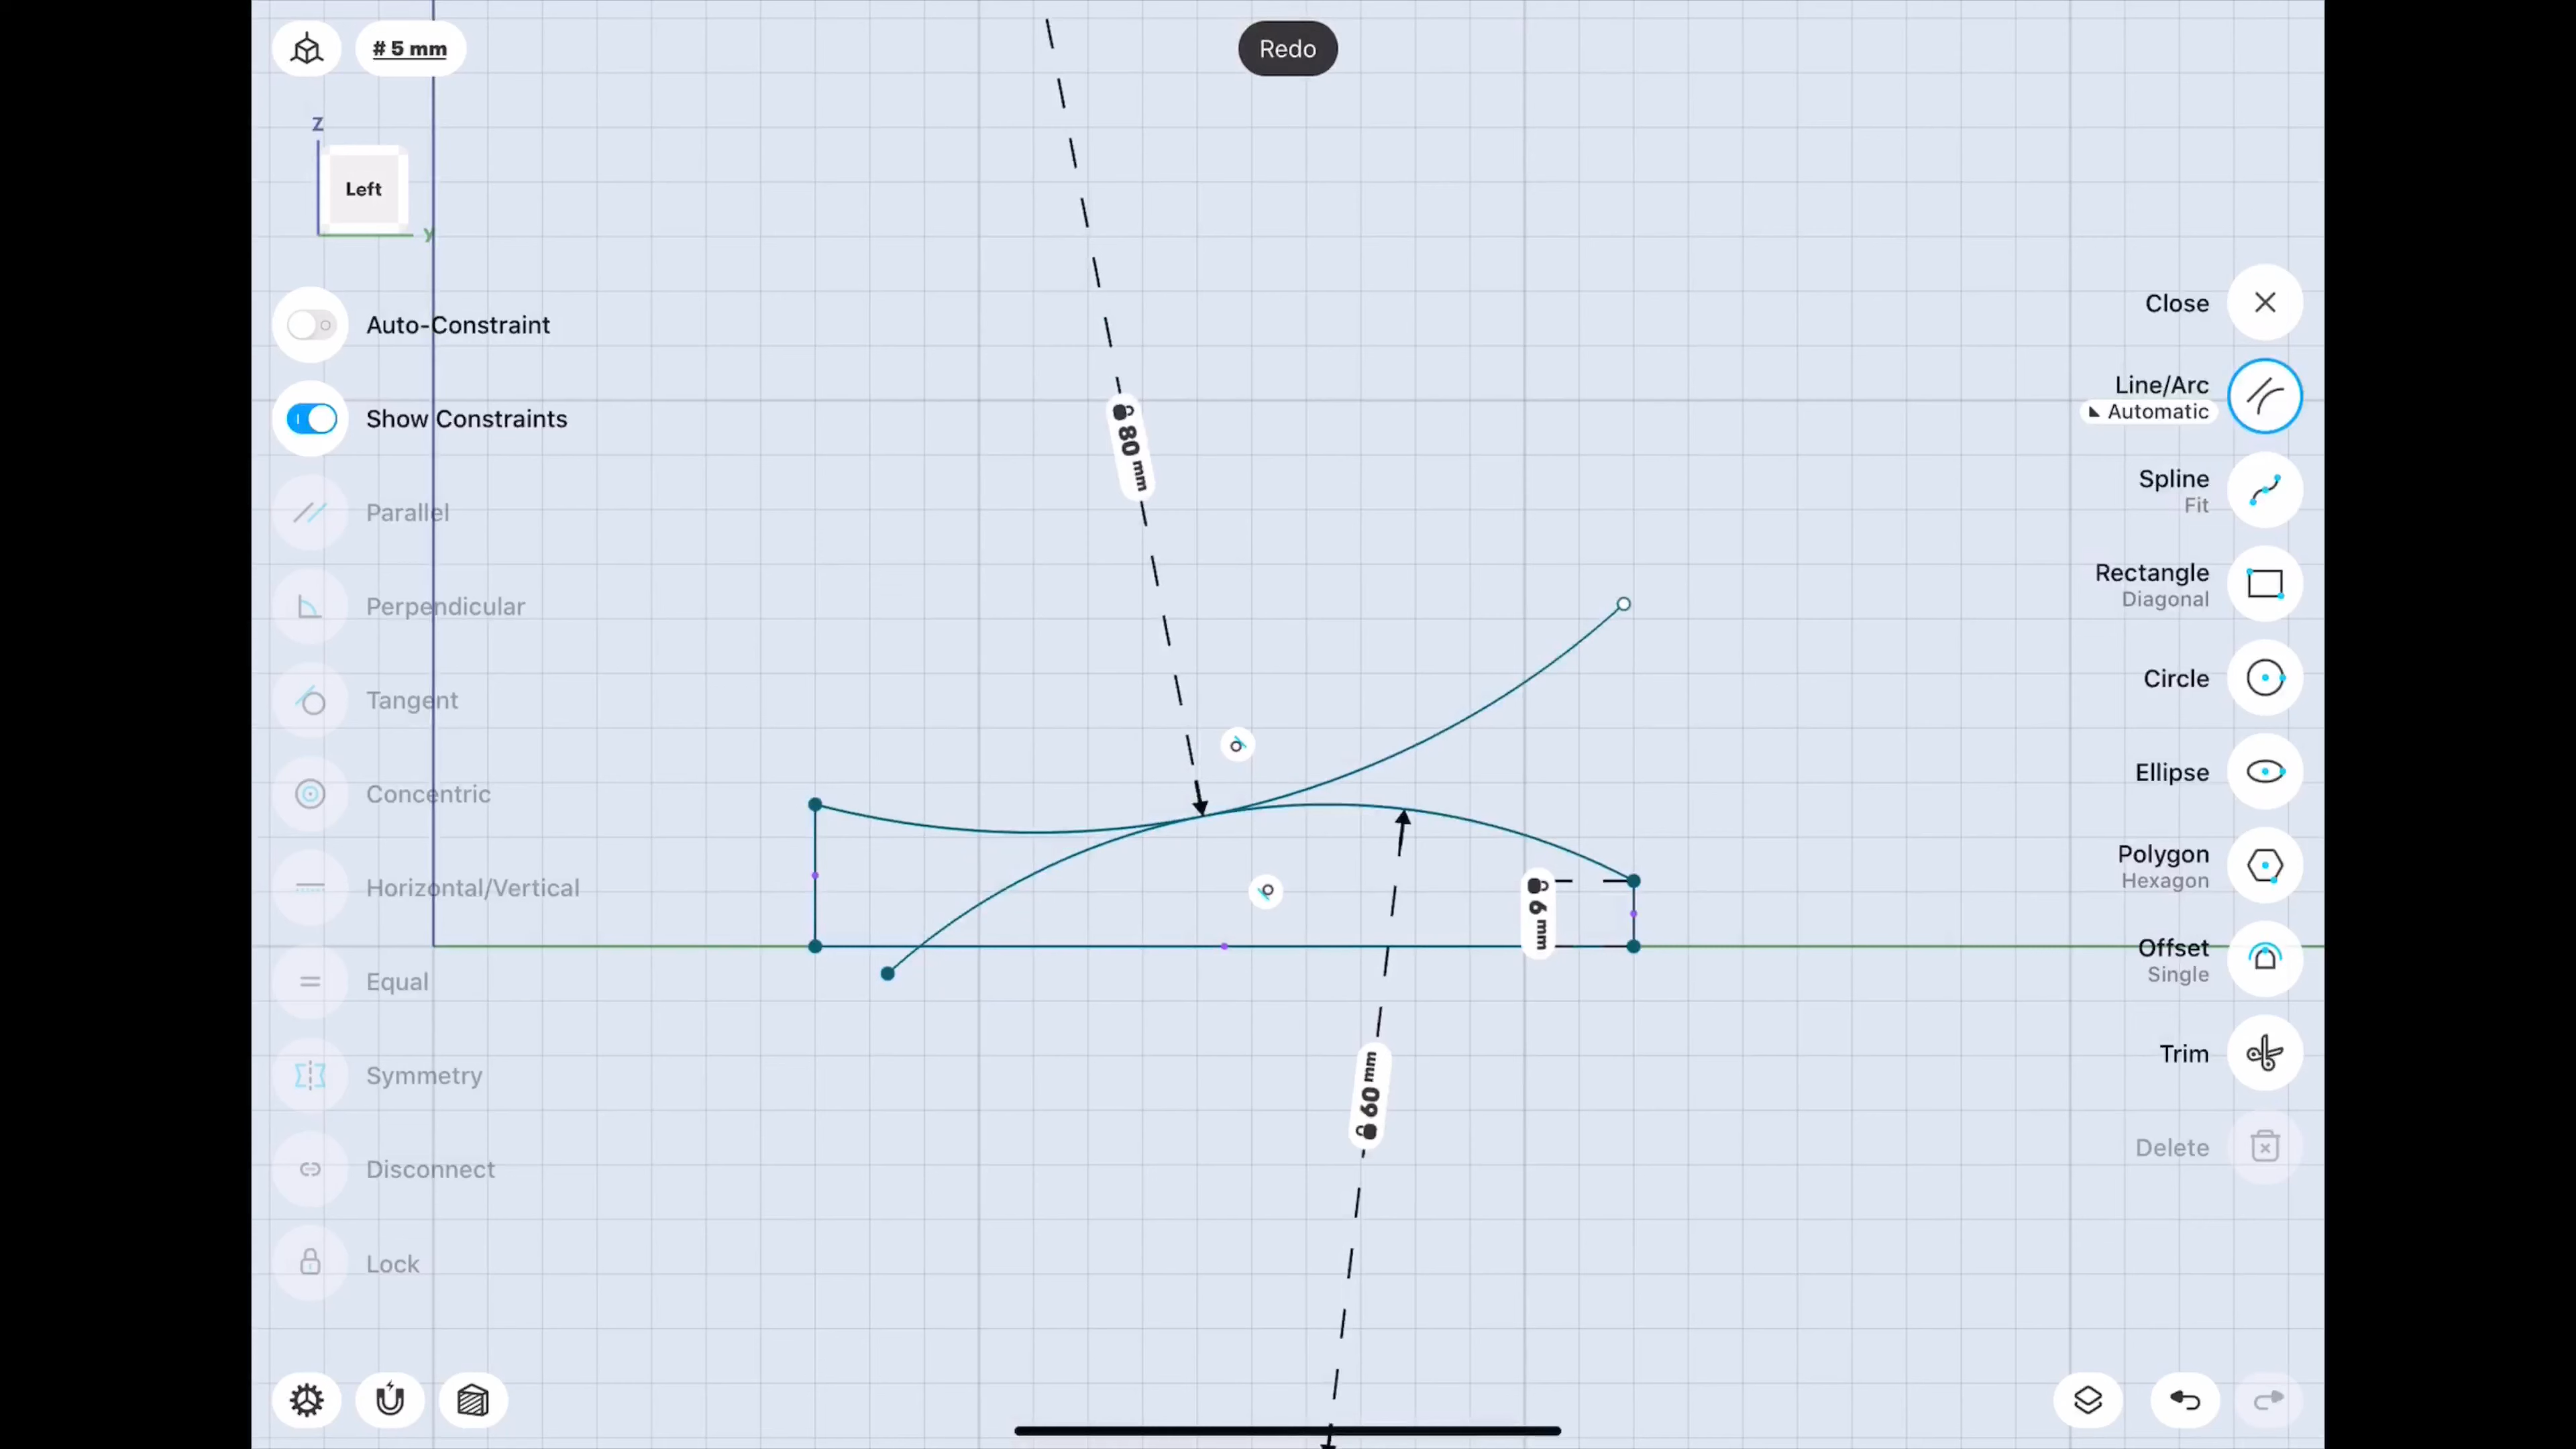 # 5 mm
Redo
Z
Left
Y
Auto-Constraint
Show Constraints
Parallel
Perpendicular
Tangent
Concentric
Horizontal/Vertical
Equal
Symmetry
Disconnect
Lock
80 mm
6 mm
60 mm
Close
Line/Arc
Automatic
Spline
Fit
Rectangle
Diagonal
Circle
Ellipse
Polygon
Hexagon
Offset
Single
Trim
Delete